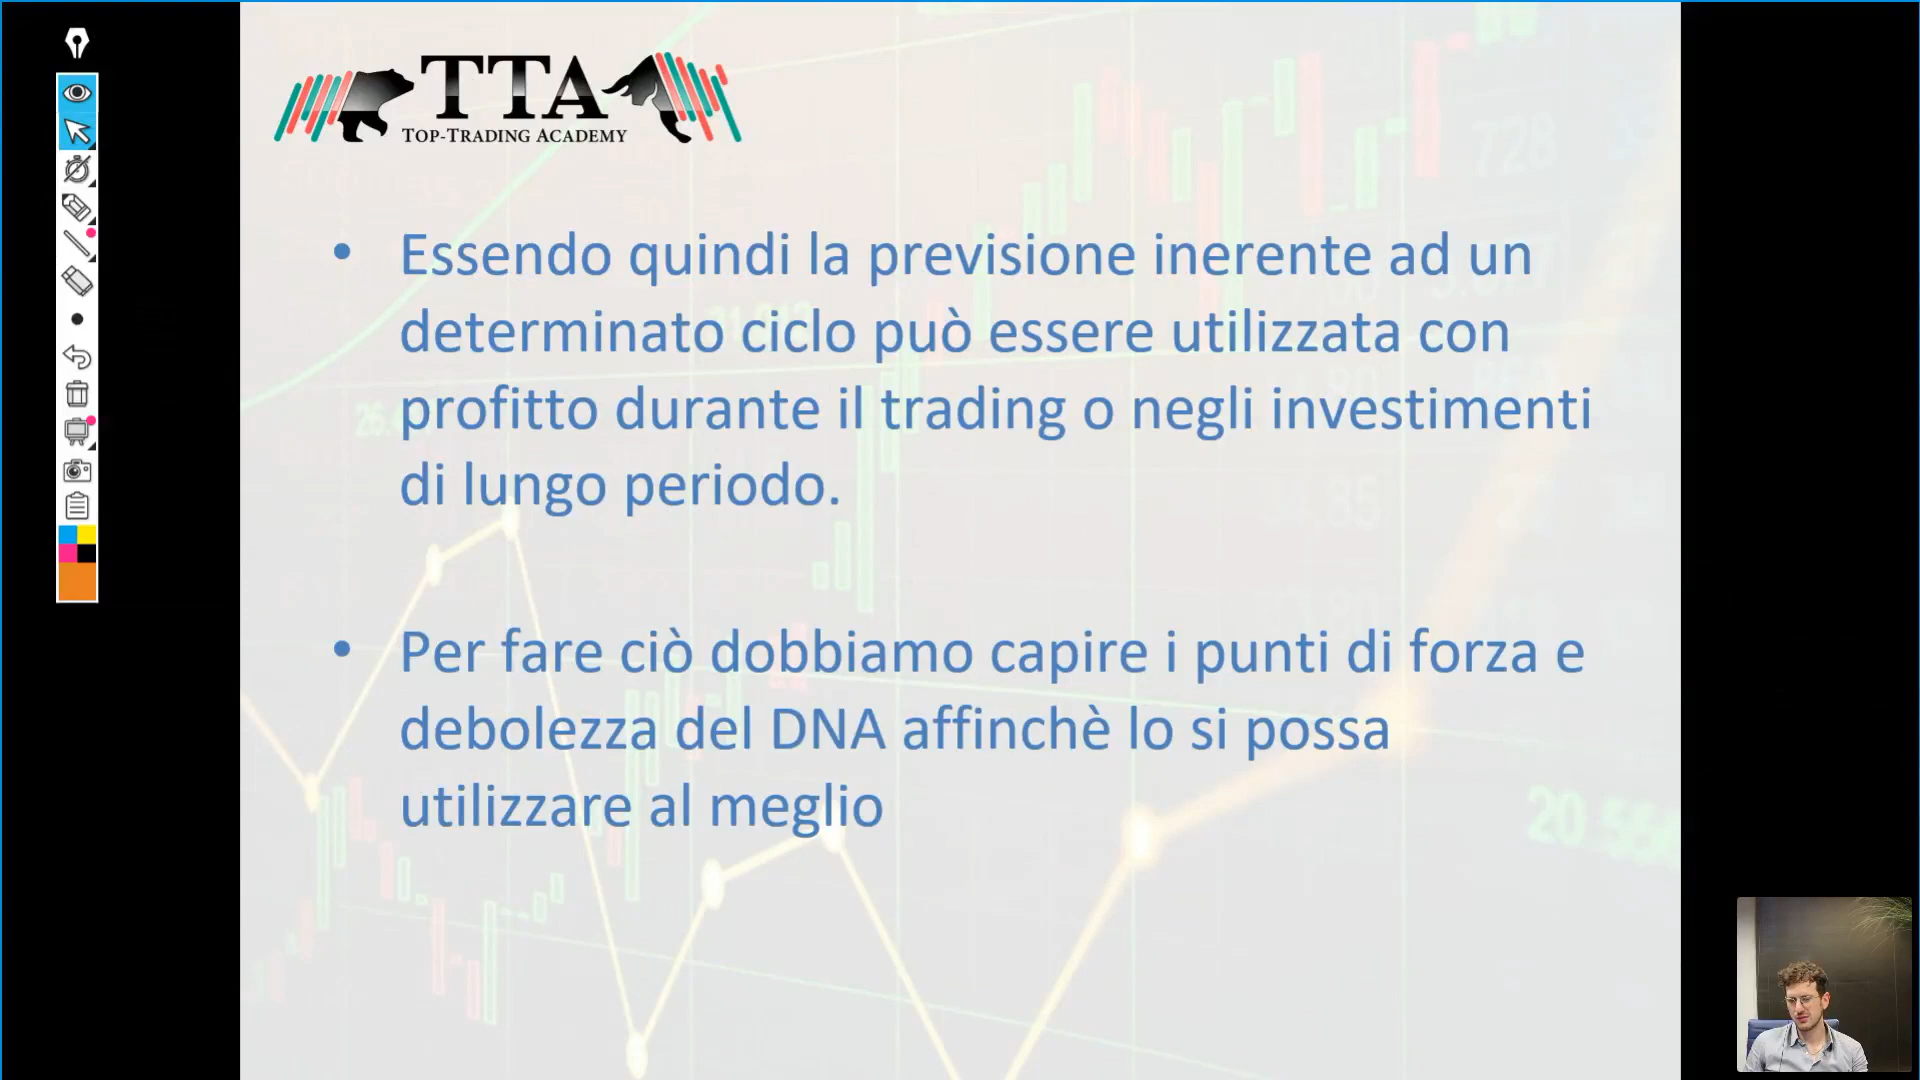 TTA
TOP-TRADING ACADEMY
728
• Essendo quindi la previsione inerente ad un
determinato ciclo può essere utilizzata con
profitto durante il trading o negli investimenti
di lungo periodo.
• Per fare ciò dobbiamo capire i punti di forza e
debolezza del DNA affinchè lo si possa
utilizzare al meglio